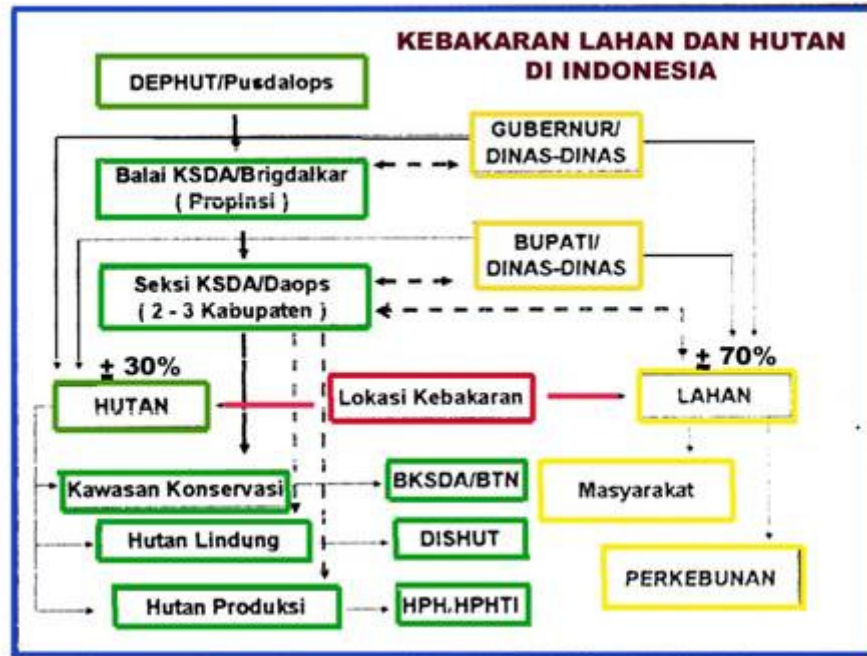 KEBAKARAN LAHAN DAN HUTAN
DI INDONESIA
DEPHUT/Pusdalops
GUBERNUR/
DINAS-DINAS
Balai KSDA/Brigdalkar
( Propinsi )
BUPATI/
DINAS-DINAS
Seksi KSDA/Daops
( 2 - 3 Kabupaten )
± 30%
± 70%
HUTAN
Lokasi Kebakaran
LAHAN
Kawasan Konservasi
BKSDA/BTN
Masyarakat
Hutan Lindung
DISHUT
PERKEBUNAN
Hutan Produksi
HPH.HPHTI